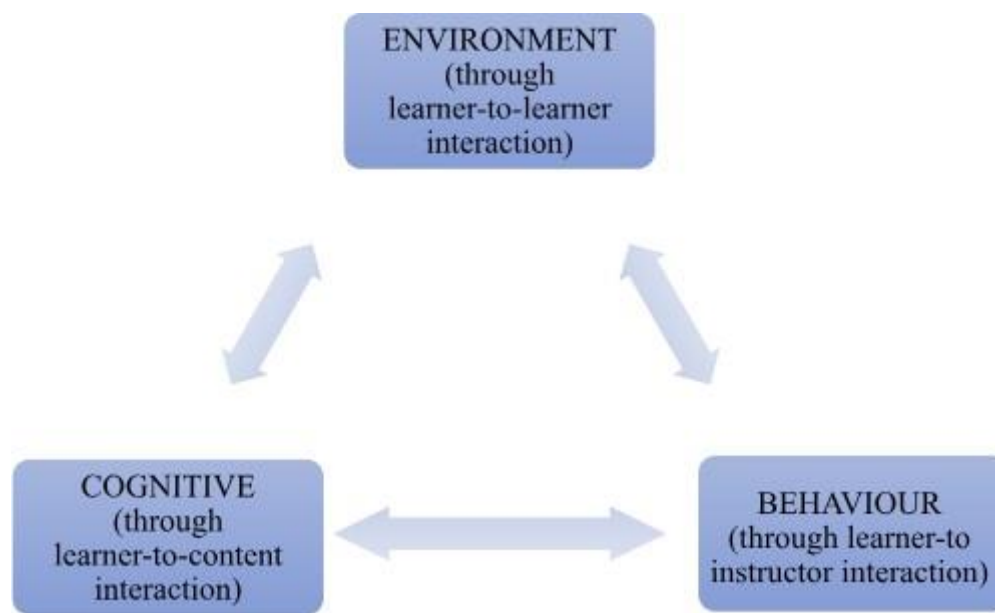 ENVIRONMENT
(through
learner-to-learner
interaction)
COGNITIVE
(through
learner-to-content
interaction)
BEHAVIOUR
(through learner-to
instructor interaction)